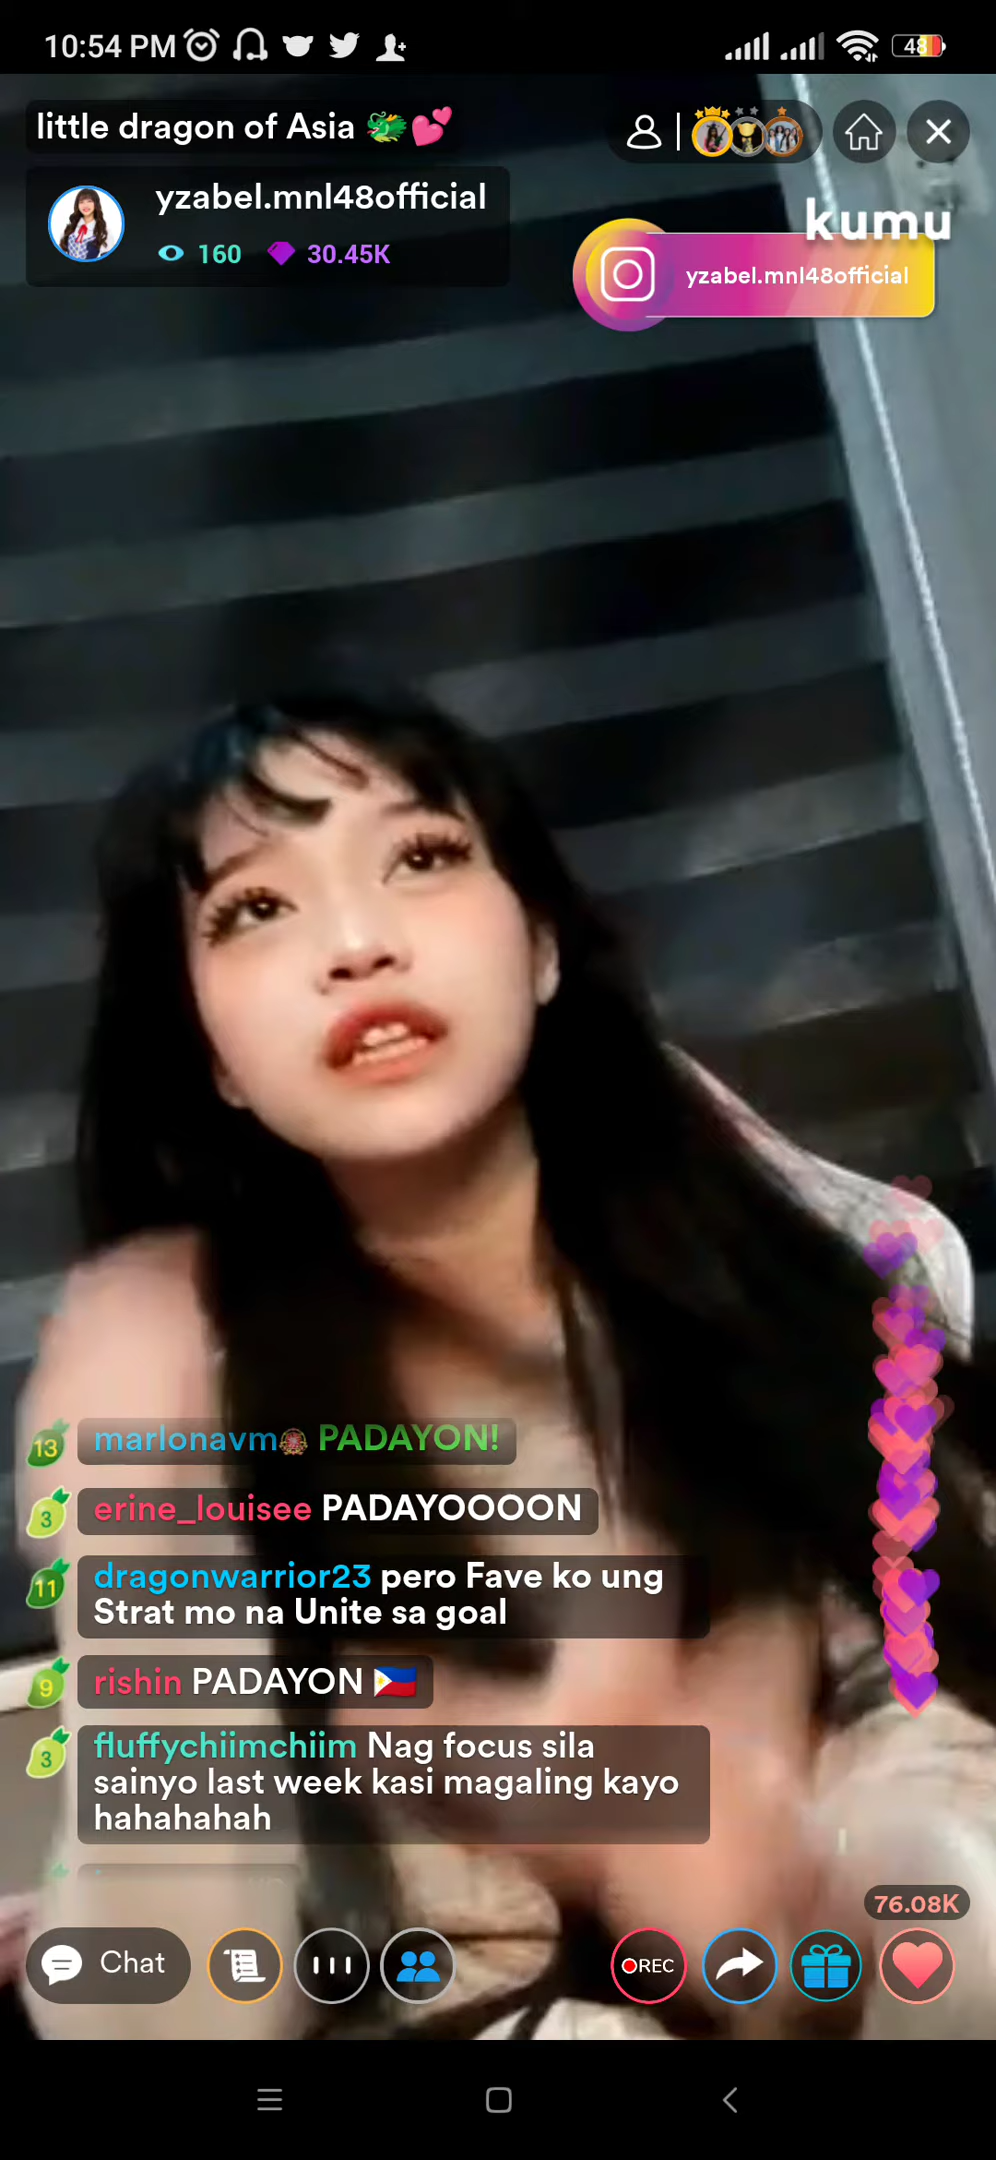 10:54 PM
48
little dragon of Asia 🐉💕
yzabel.mnl48official
160 30.45K
kumu
yzabel.mnl48official
13 marlonavm PADAYON!
3 erine_louisee PADAYOOOON
11 dragonwarrior23 pero Fave ko ung
Strat mo na Unite sa goal
9 rishin PADAYON 🇵🇭
3 fluffychiimchiim Nag focus sila
sainyo last week kasi magaling kayo
hahahahah
76.08K
Chat
REC